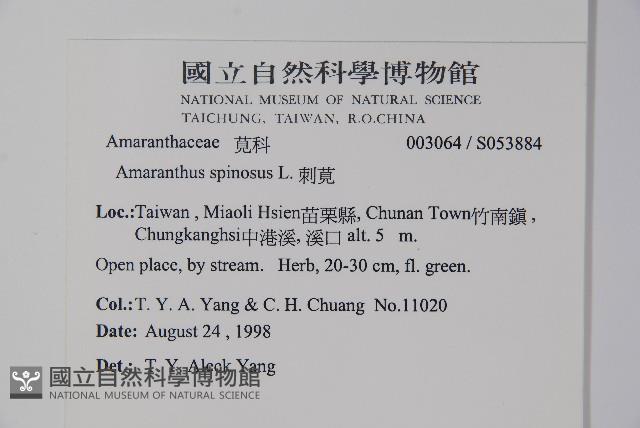 國立自然科學博物館
NATIONAL MUSEUM OF NATURAL SCIENCE
TAICHUNG, TAIWAN, R.O.CHINA
Amaranthaceae 莧科 003064 / S053884
Amaranthus spinosus L. 刺莧
Loc.:Taiwan , Miaoli Hsien苗栗縣, Chunan Town竹南鎮 ,
Chungkanghsi中港溪, 溪口 alt. 5 m.
Open place, by stream. Herb, 20-30 cm, fl. green.
Col.:T. Y. A. Yang & C. H. Chuang No.11020
Date: August 24 , 1998
Det.: T. Y. Aleck Yang
國立自然科學博物館
NATIONAL MUSEUM OF NATURAL SCIENCE